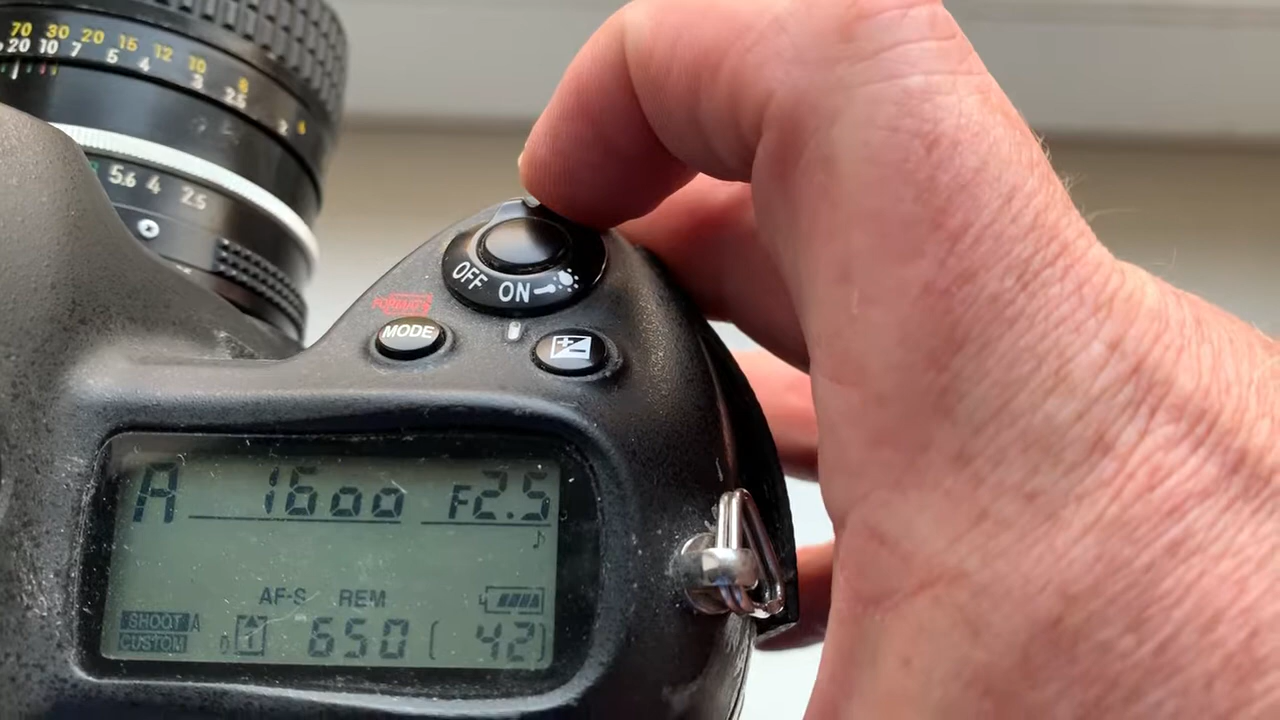 70 30 20 15 12 10 8
20 10 7 5 4 3 2.5 2
5.6 4 2.5
OFF ON
FORMAT
MODE
A 1600 F2.5
AF-S REM
SHOOT A
CUSTOM
1 650 [ 42 ]